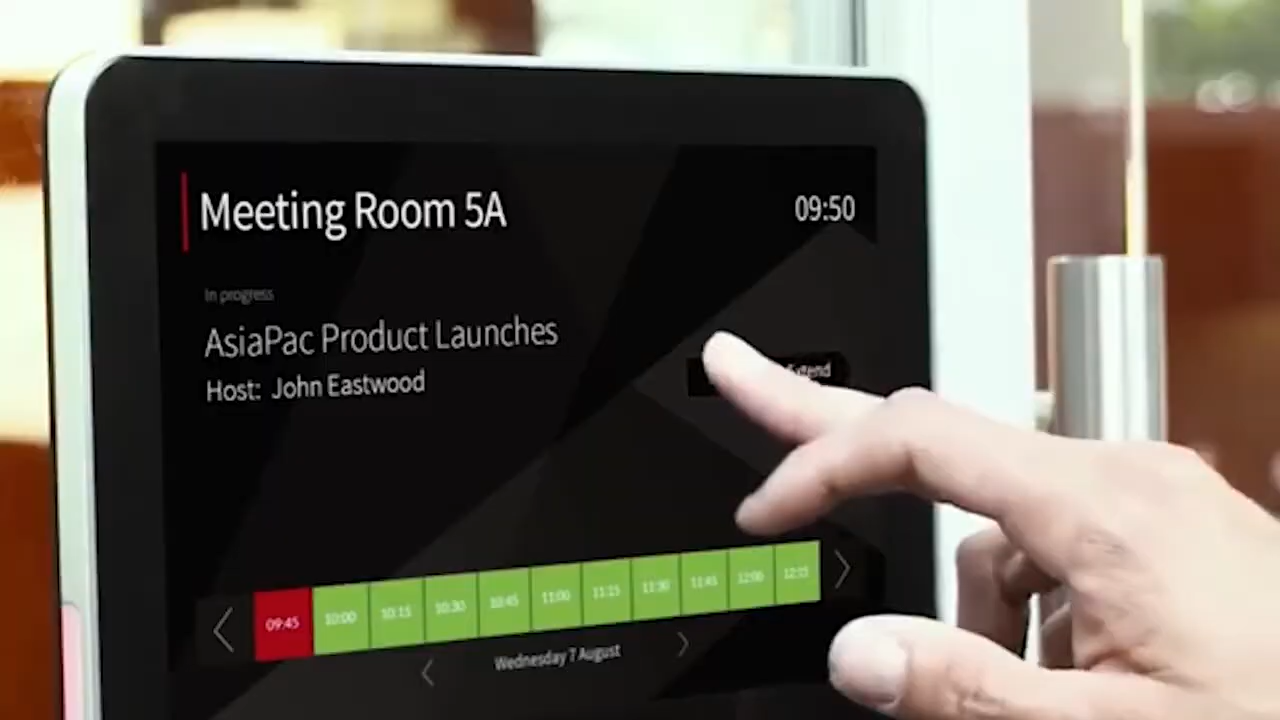 Meeting Room 5A
09:50
In progress
AsiaPac Product Launches
Host: John Eastwood
Extend
09:45 10:00 10:15 10:30 10:45 11:00 11:15 11:30 11:45 12:00 12:15
Wednesday 7 August